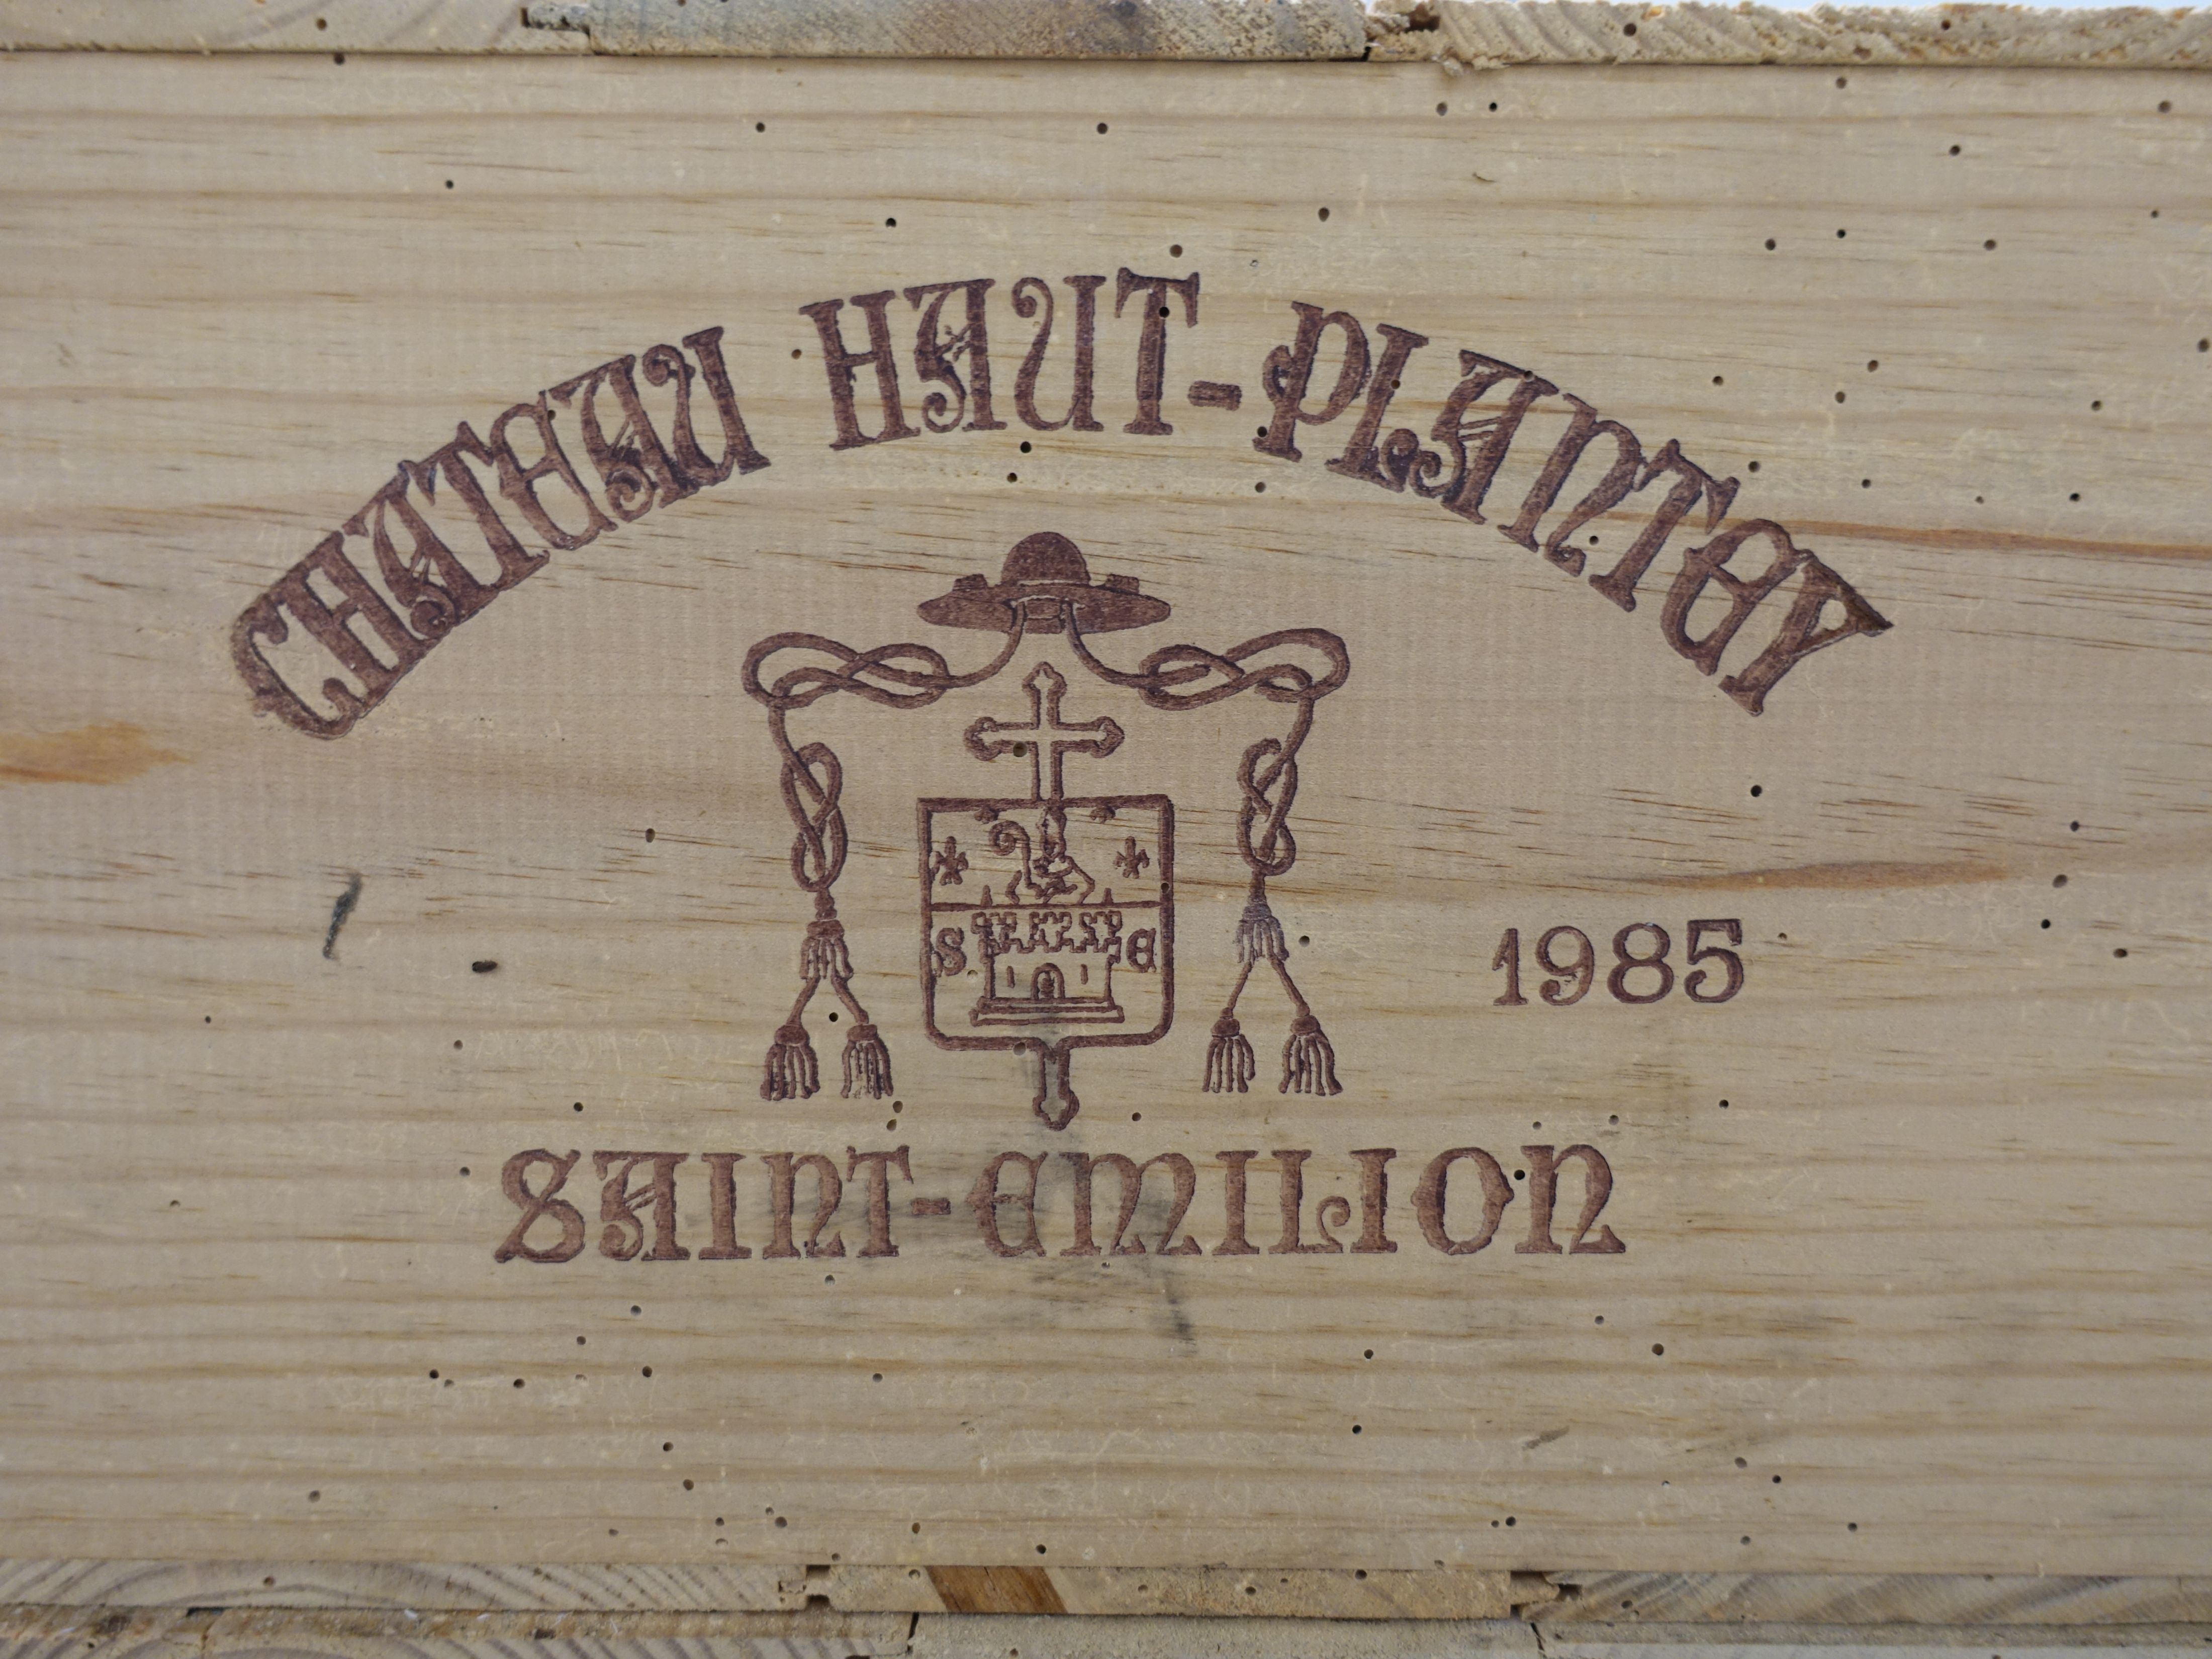 CHATEAU HAUT-PLANTEY
S E
1985
SAINT-EMILION